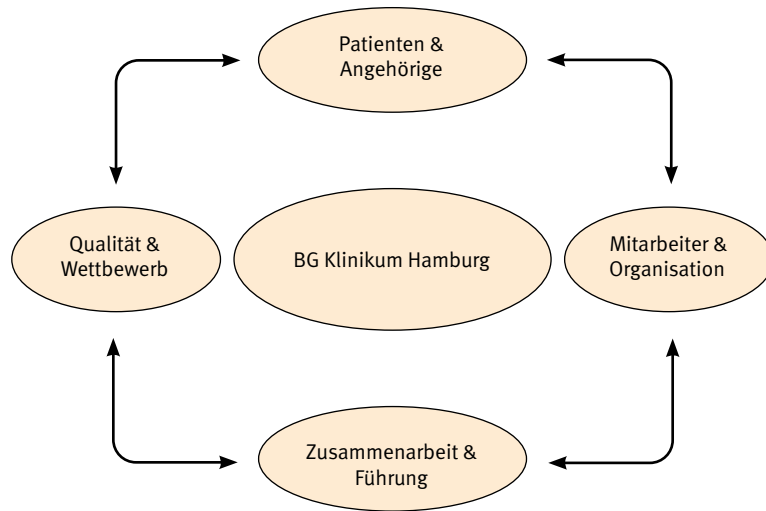 Patienten &
Angehörige
Qualität &
Wettbewerb
BG Klinikum Hamburg
Mitarbeiter &
Organisation
Zusammenarbeit &
Führung